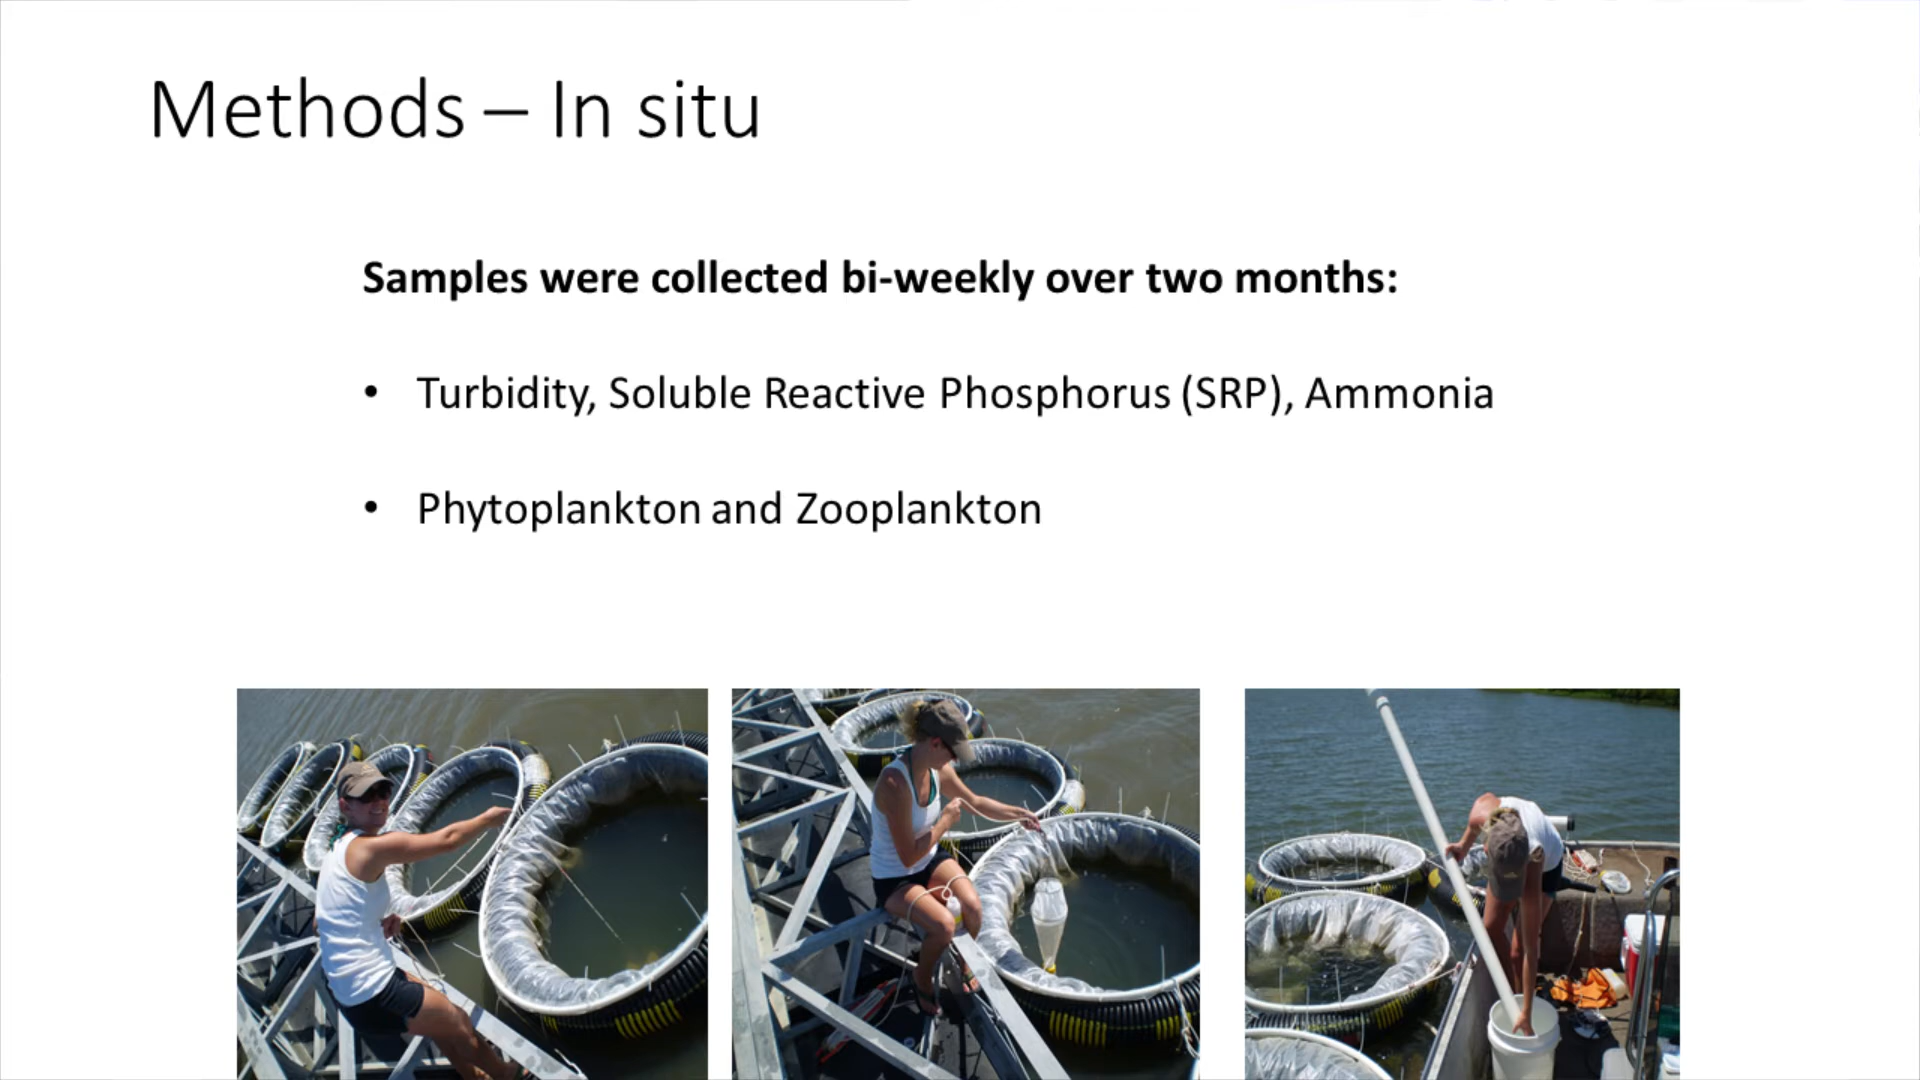 Methods – In situ
Samples were collected bi-weekly over two months:
• Turbidity, Soluble Reactive Phosphorus (SRP), Ammonia
• Phytoplankton and Zooplankton